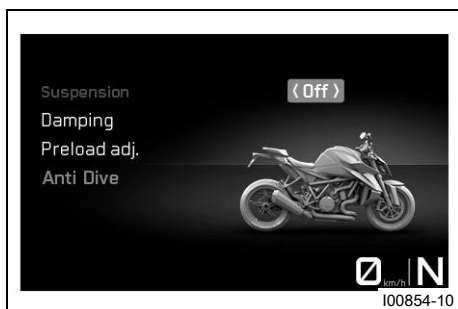 Suspension ⟨ Off ⟩
Damping
Preload adj.
Anti Dive
0 km/h | N
I00854-10